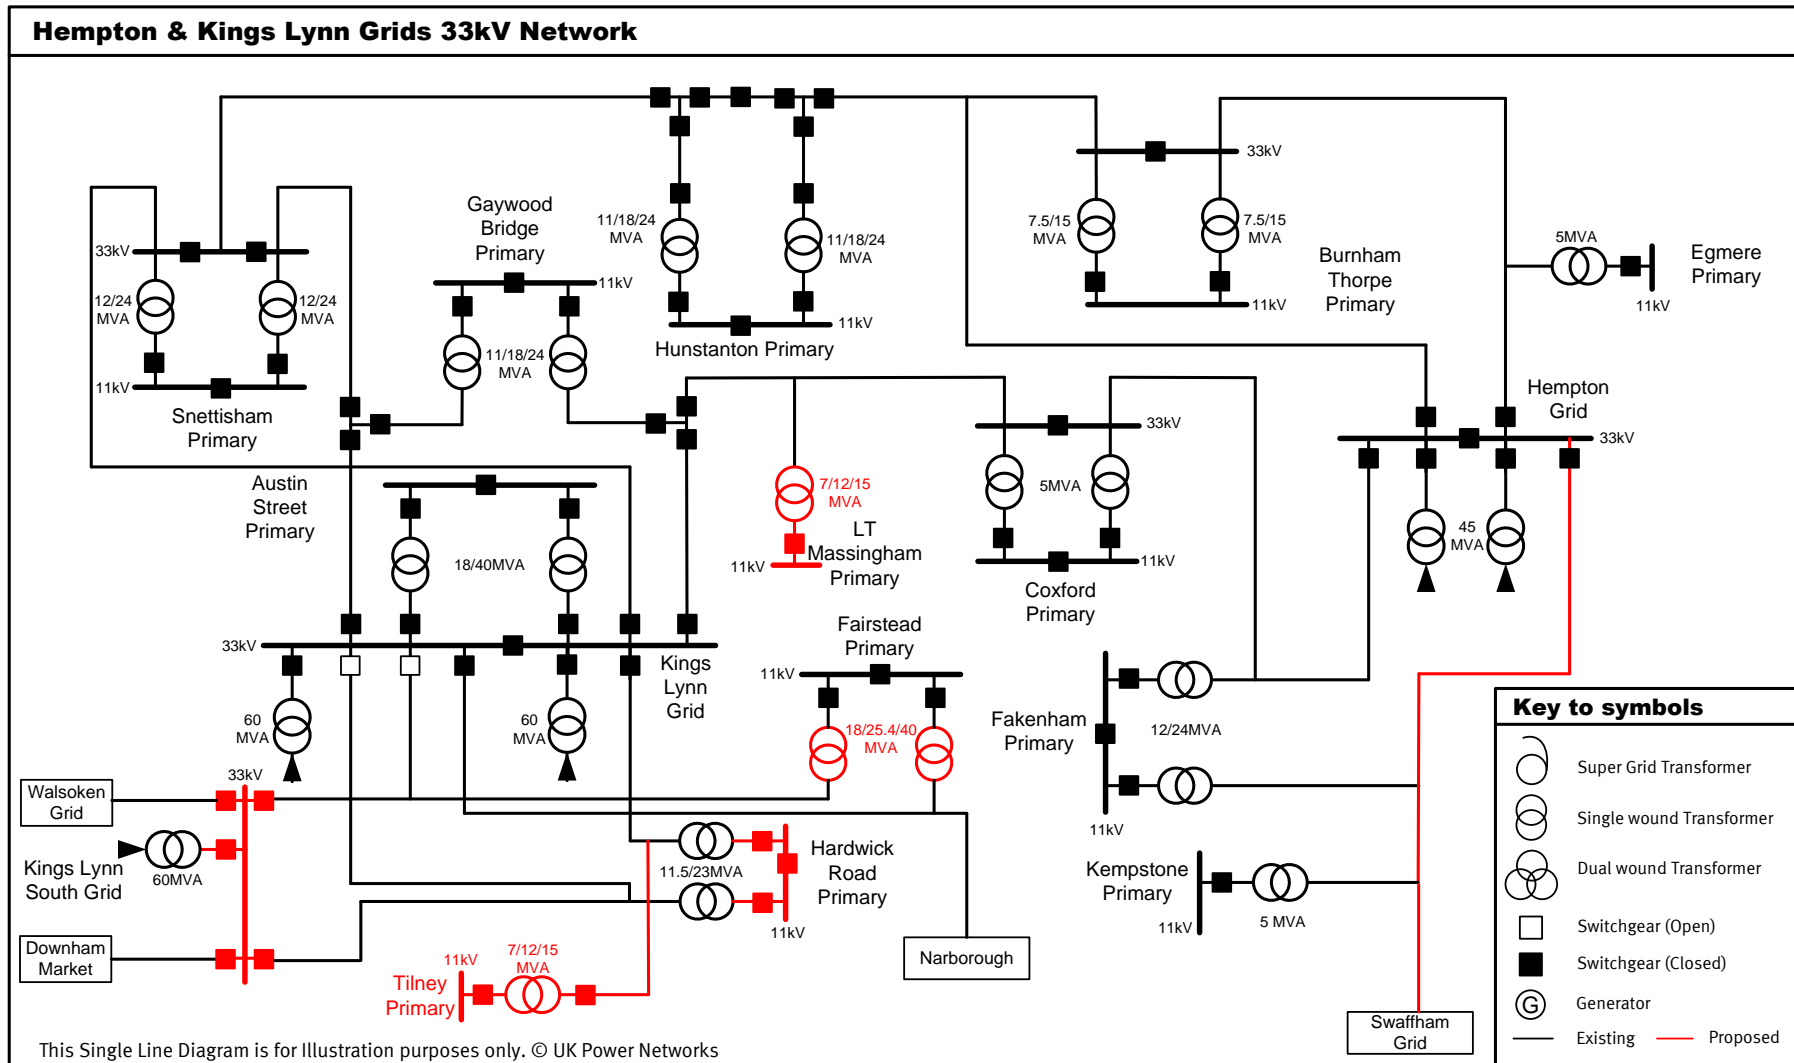 Hempton & Kings Lynn Grids 33kV Network
33kV
Gaywood
Bridge
Primary
11/18/24
MVA
11/18/24
MVA
7.5/15
MVA
7.5/15
MVA
Burnham
Thorpe
Primary
5MVA
Egmere
Primary
11kV
33kV
12/24
MVA
12/24
MVA
11kV
11kV
11kV
Hunstanton Primary
11kV
Snettisham
Primary
11/18/24
MVA
Hempton
Grid
33kV
33kV
Austin
Street
Primary
7/12/15
MVA
5MVA
45
MVA
LT
Massingham
Primary
11kV
18/40MVA
11kV
Coxford
Primary
33kV
Kings
Lynn
Grid
Fairstead
Primary
11kV
60
MVA
60
MVA
18/25.4/40
MVA
Fakenham
Primary
12/24MVA
11kV
33kV
Walsoken
Grid
Kings Lynn
South Grid
60MVA
11.5/23MVA
Hardwick
Road
Primary
11kV
Kempstone
Primary
11kV
5 MVA
Downham
Market
11kV
7/12/15
MVA
Tilney
Primary
Narborough
Swaffham
Grid
Key to symbols
Super Grid Transformer
Single wound Transformer
Dual wound Transformer
Switchgear (Open)
Switchgear (Closed)
G Generator
Existing Proposed
This Single Line Diagram is for Illustration purposes only. © UK Power Networks